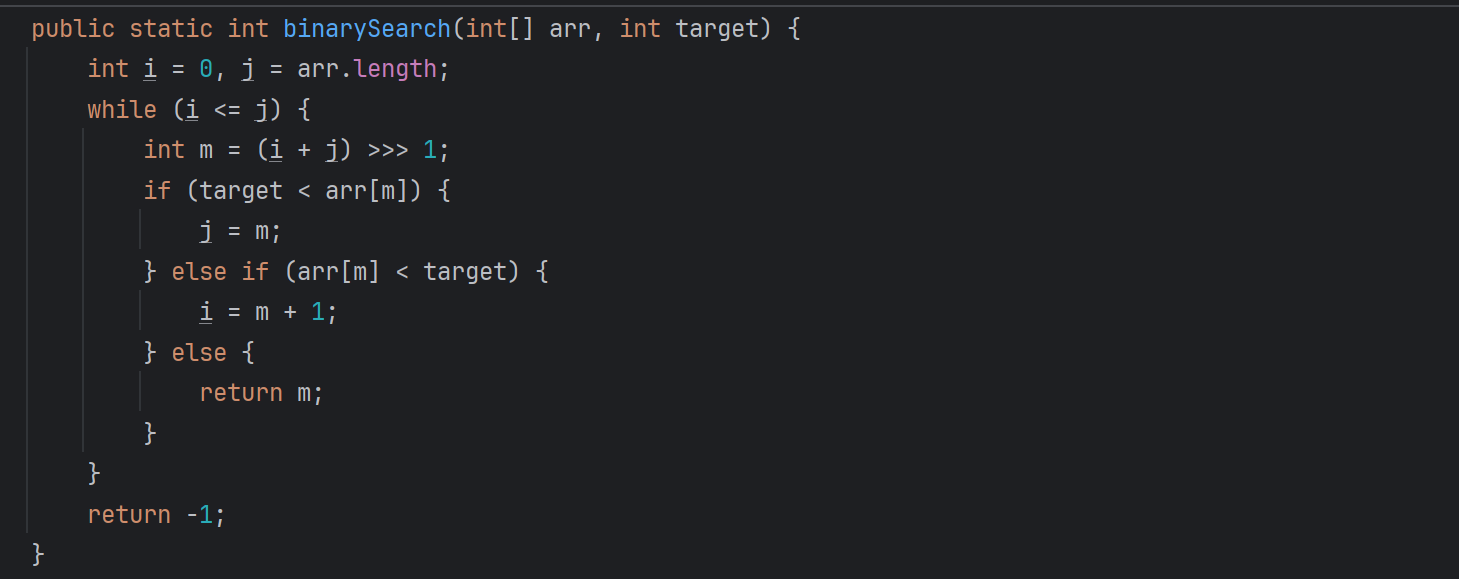 public static int binarySearch(int[] arr, int target) {
    int i = 0, j = arr.length;
    while (i <= j) {
        int m = (i + j) >>> 1;
        if (target < arr[m]) {
            j = m;
        } else if (arr[m] < target) {
            i = m + 1;
        } else {
            return m;
        }
    }
    return -1;
}